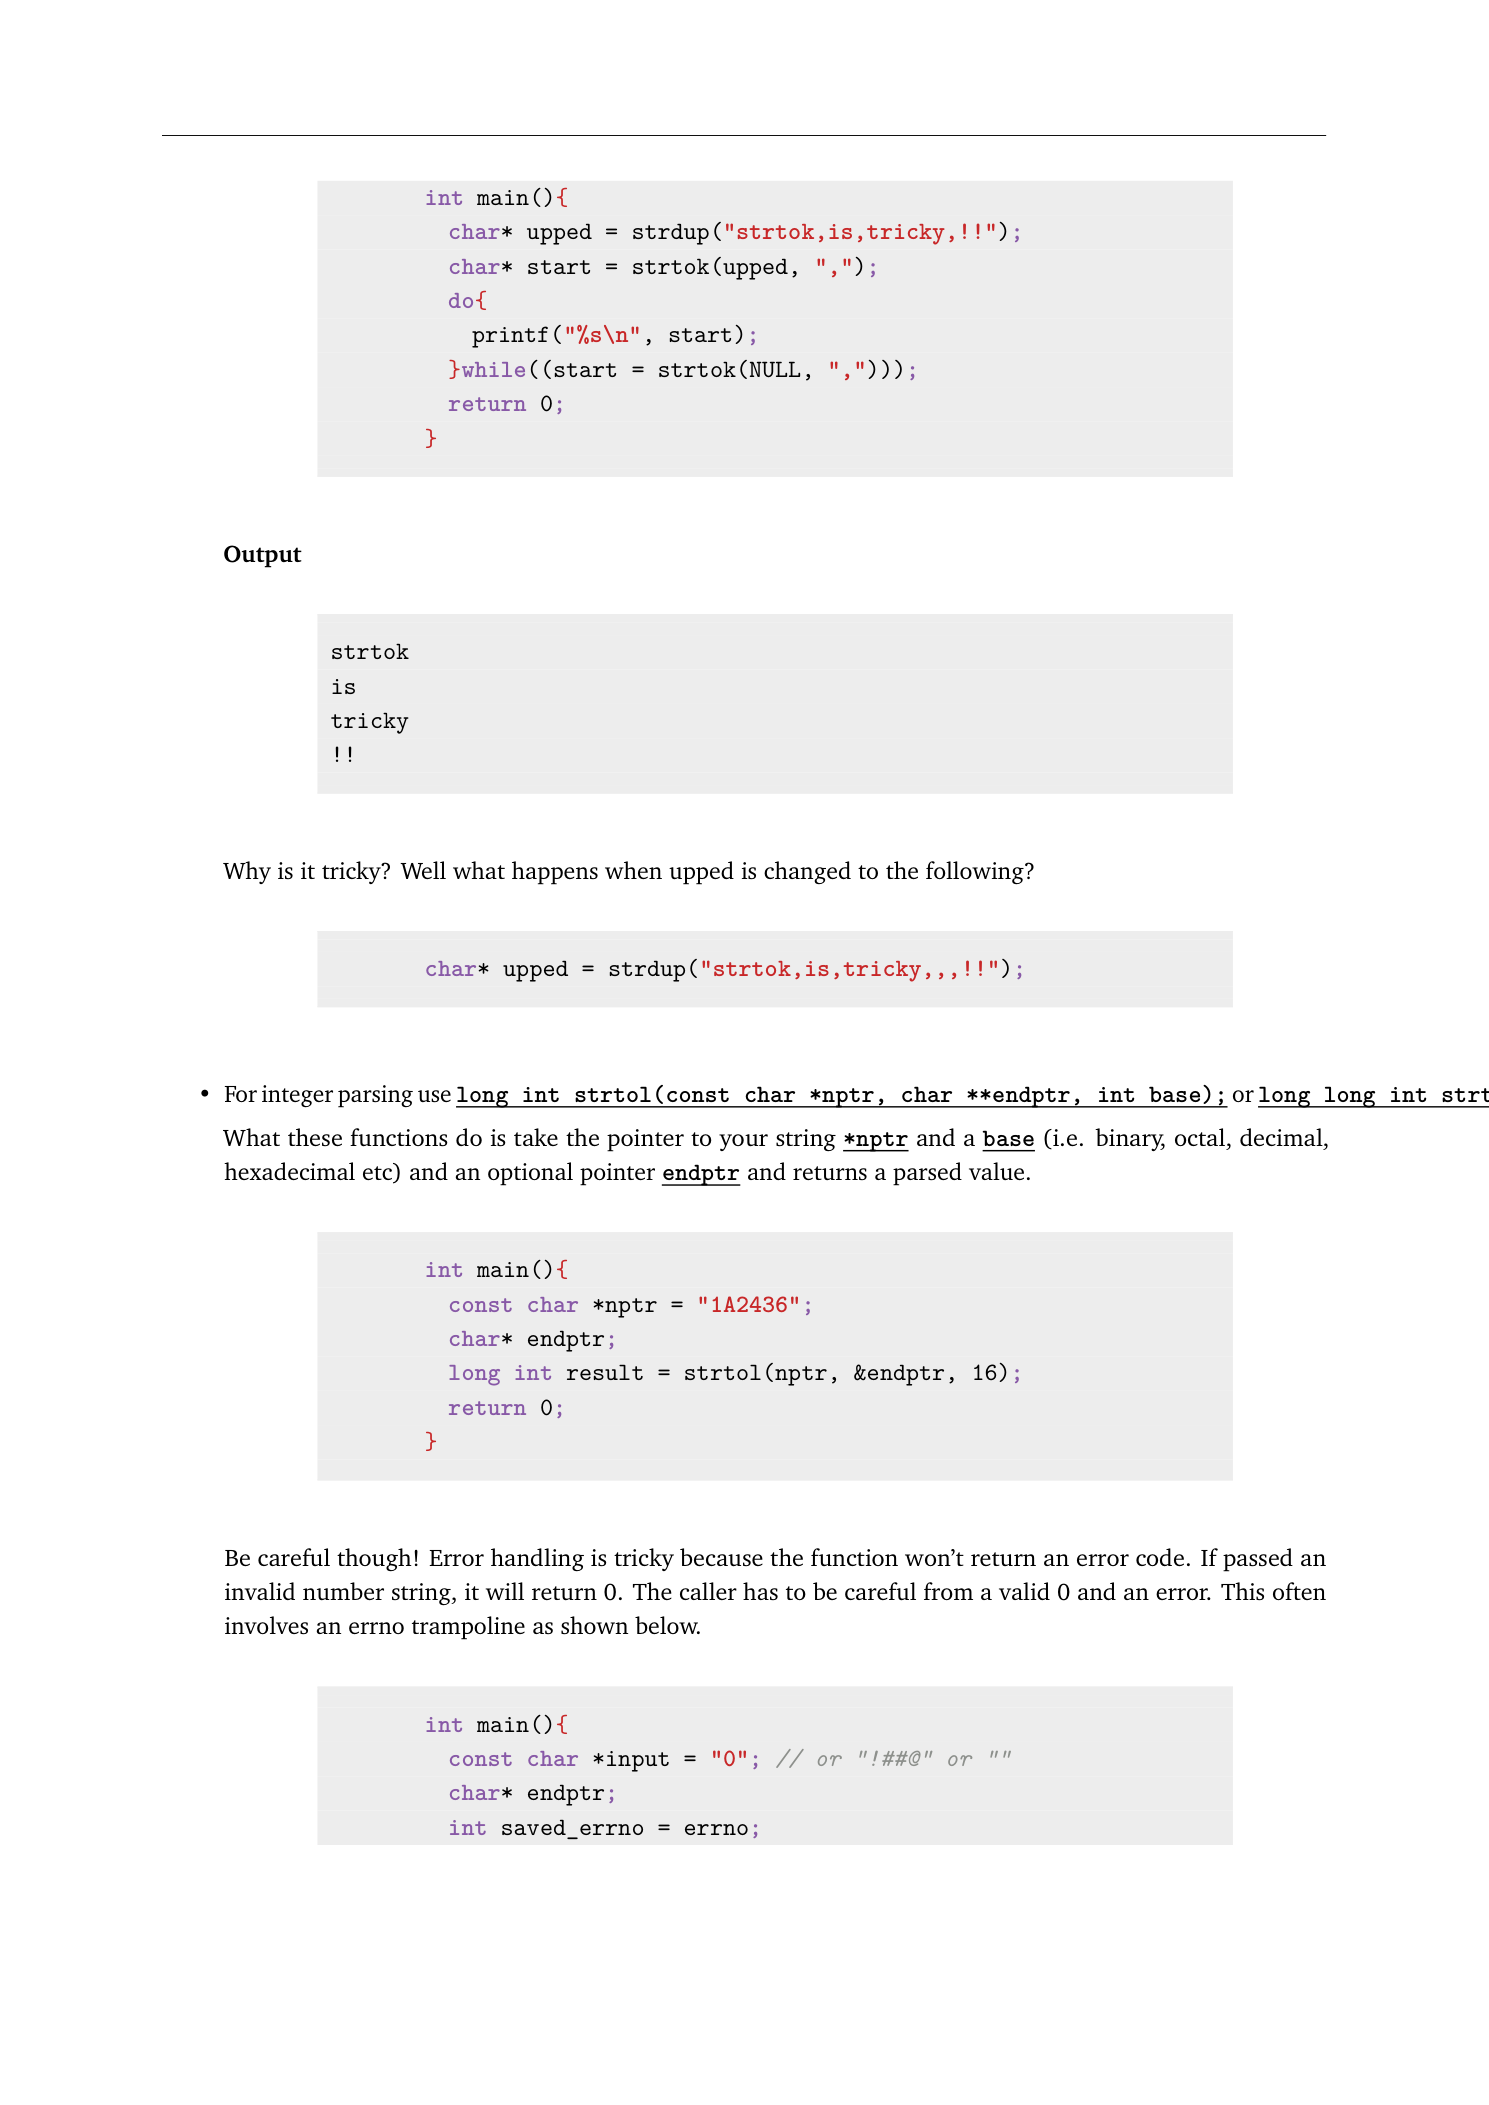 int main(){
char* upped = strdup("strtok,is,tricky,!!");
char* start = strtok(upped, ",");
do{
printf("%s\n", start);
}while((start = strtok(NULL, ",")));
return 0;
}
Output
strtok
is
tricky
!!
Why is it tricky? Well what happens when upped is changed to the following?
char* upped = strdup("strtok,is,tricky,,,!!");
• For integer parsing use long int strtol(const char *nptr, char **endptr, int base); or long long int strt
What these functions do is take the pointer to your string *nptr and a base (i.e. binary, octal, decimal,
hexadecimal etc) and an optional pointer endptr and returns a parsed value.
int main(){
const char *nptr = "1A2436";
char* endptr;
long int result = strtol(nptr, &endptr, 16);
return 0;
}
Be careful though! Error handling is tricky because the function won't return an error code. If passed an
invalid number string, it will return 0. The caller has to be careful from a valid 0 and an error. This often
involves an errno trampoline as shown below.
int main(){
const char *input = "0"; // or "!##@" or ""
char* endptr;
int saved_errno = errno;